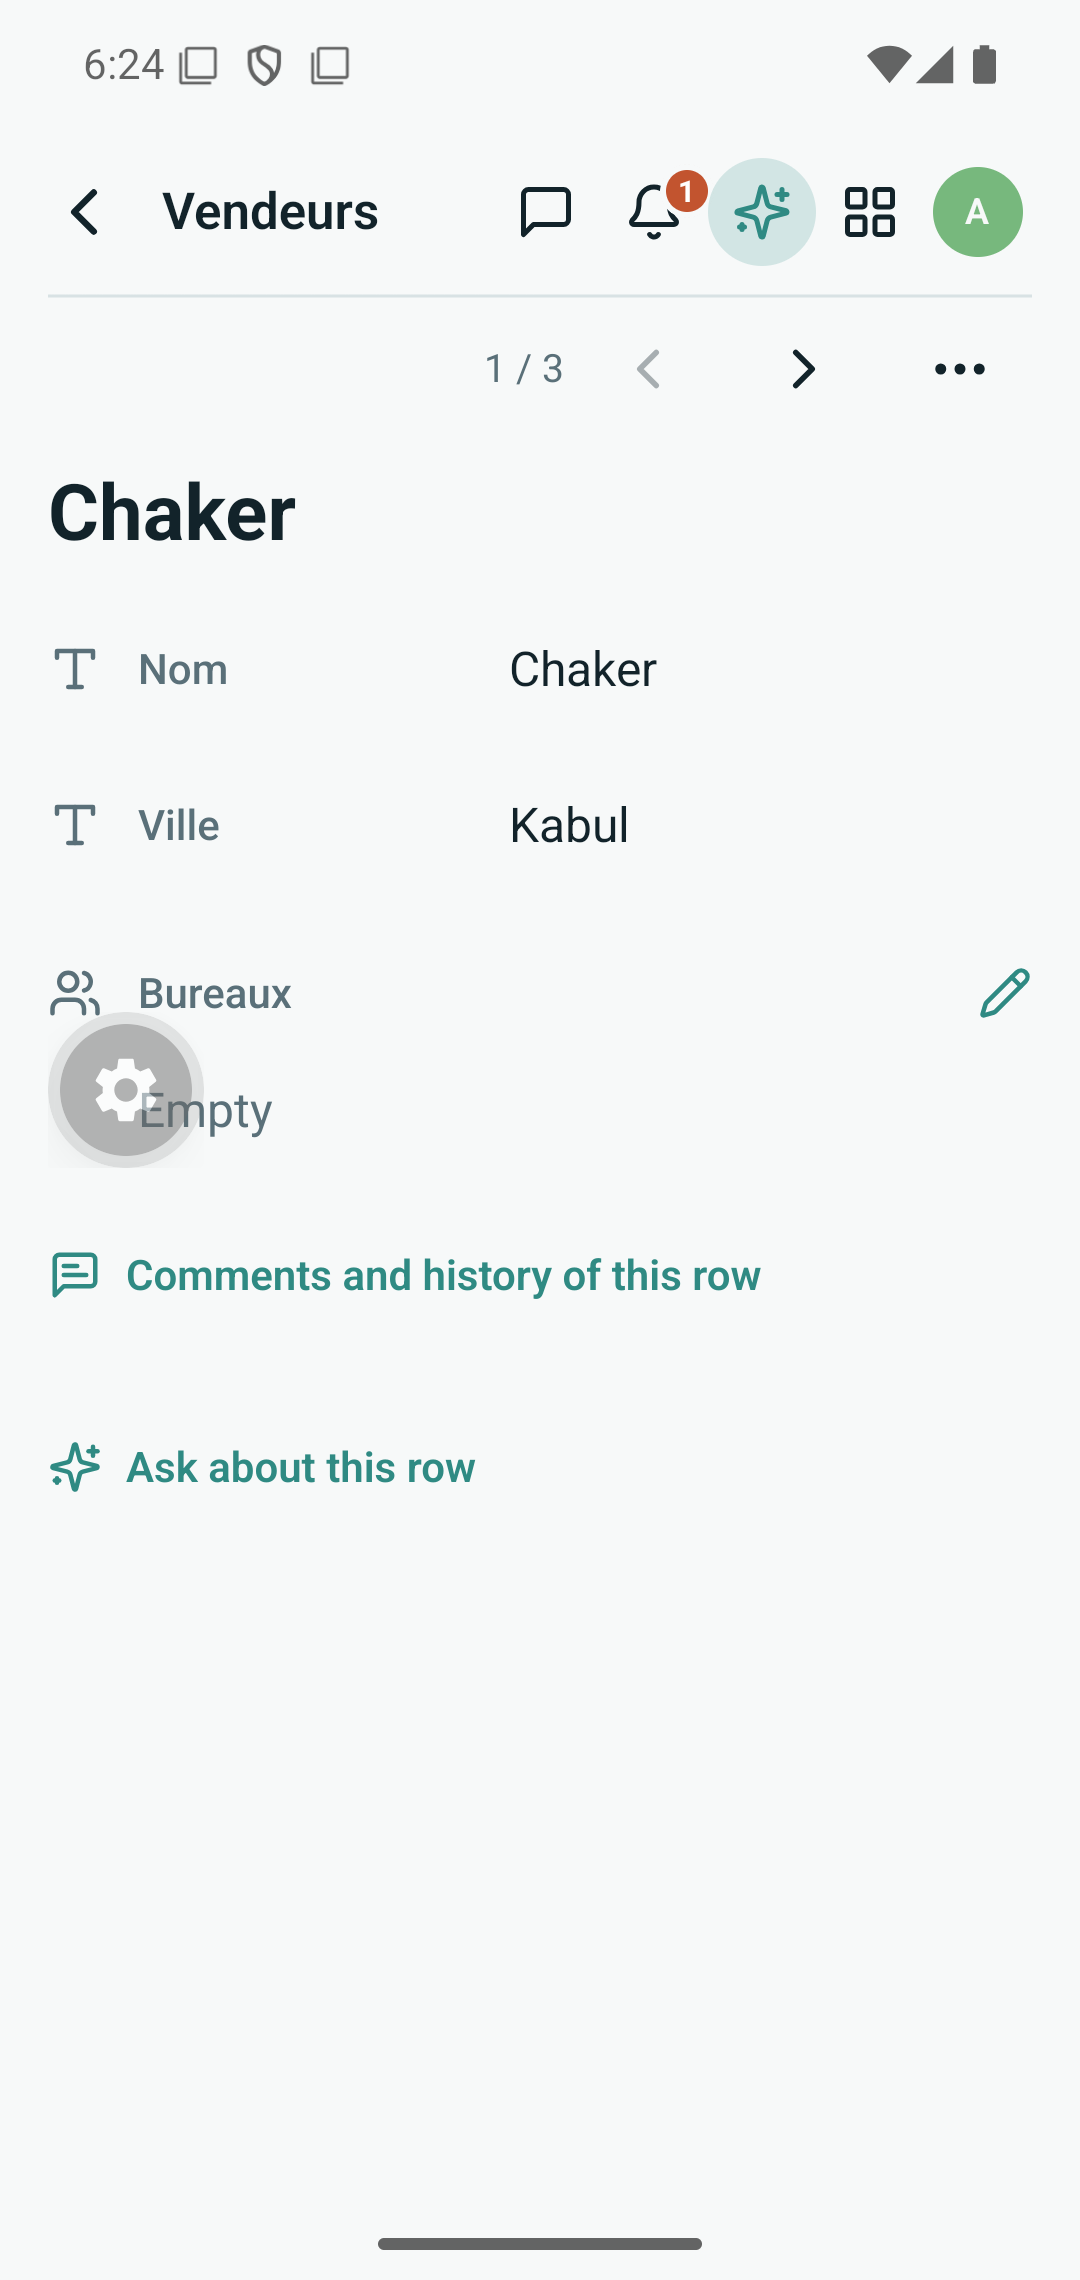 6:24
Vendeurs
1
A
1 / 3
Chaker
Nom
Chaker
Ville
Kabul
Bureaux
Empty
Comments and history of this row
Ask about this row